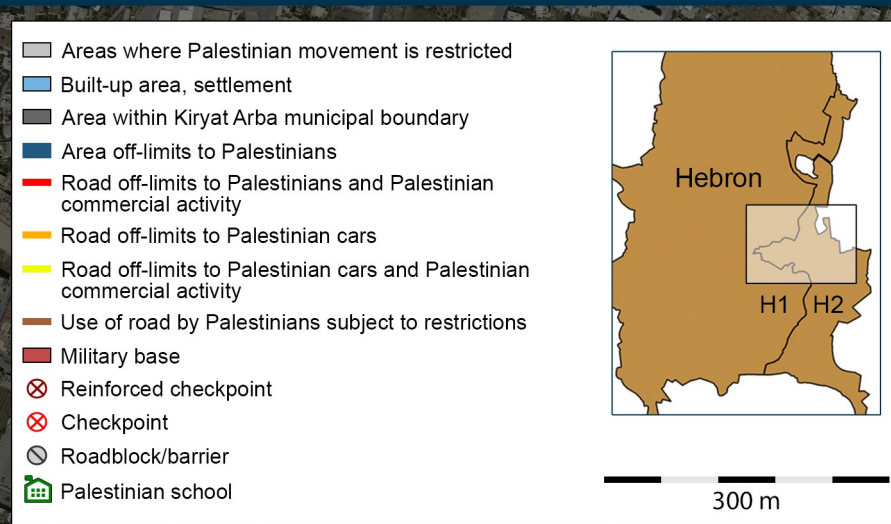 Areas where Palestinian movement is restricted
Built-up area, settlement
Area within Kiryat Arba municipal boundary
Area off-limits to Palestinians
Road off-limits to Palestinians and Palestinian
commercial activity
Road off-limits to Palestinian cars
Road off-limits to Palestinian cars and Palestinian
commercial activity
Use of road by Palestinians subject to restrictions
Military base
Reinforced checkpoint
Checkpoint
Roadblock/barrier
Palestinian school
Hebron
H1 H2
300 m